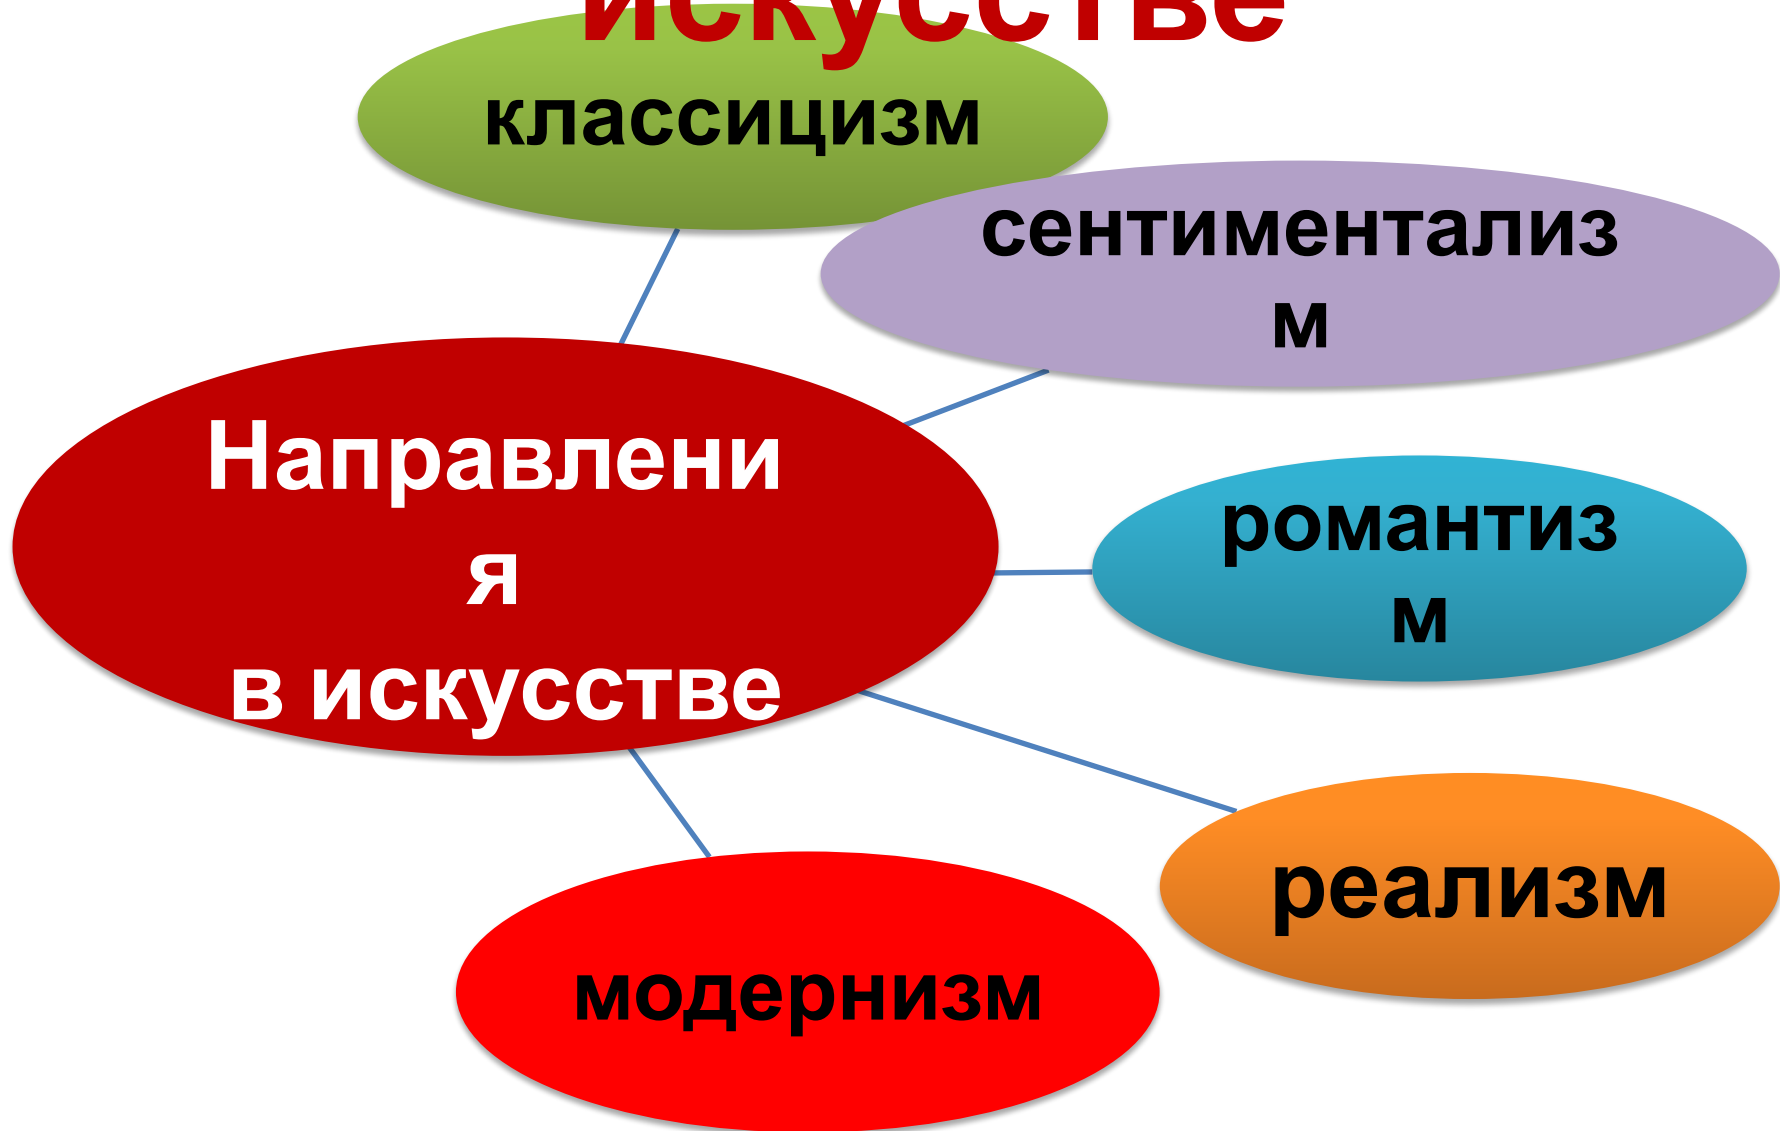 искусстве
классицизм
сентиментализ
м
Направлени
я
в искусстве
романтиз
м
реализм
модернизм